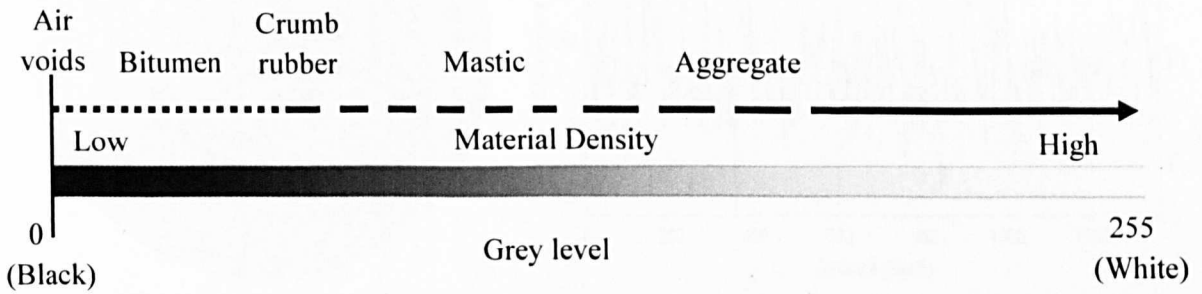 Air
voids
Bitumen
Crumb
rubber
Mastic
Aggregate
Low
Material Density
High
0
(Black)
Grey level
255
(White)